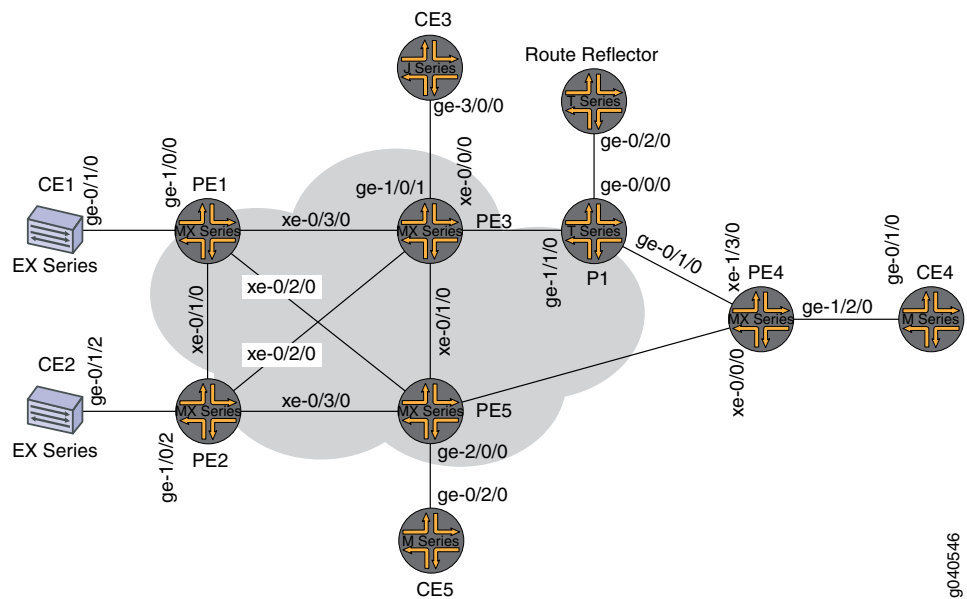 CE3
J Series
ge-3/0/0
Route Reflector
T Series
ge-0/2/0
CE1
ge-0/1/0
EX Series
ge-1/0/0
PE1
MX Series
xe-0/3/0
ge-1/0/1
xe-0/0/0
MX Series
PE3
ge-0/0/0
T Series
ge-1/1/0
P1
ge-0/1/0
xe-0/2/0
xe-0/1/0
xe-0/1/0
xe-0/2/0
xe-1/3/0
PE4
MX Series
xe-0/0/0
ge-1/2/0
ge-0/1/0
CE4
M Series
CE2
ge-0/1/2
EX Series
ge-1/0/2
MX Series
PE2
xe-0/3/0
MX Series
PE5
ge-2/0/0
ge-0/2/0
M Series
CE5
g040546